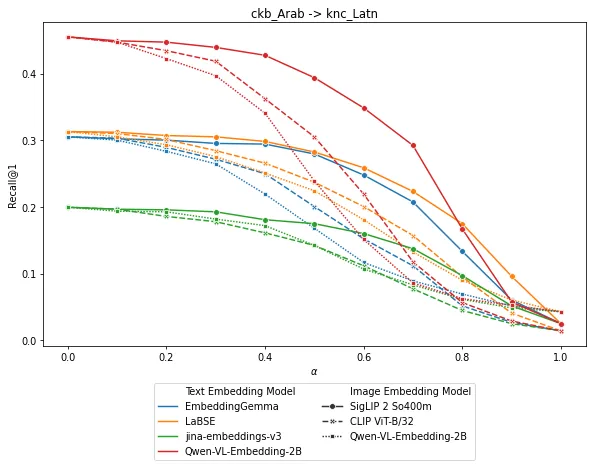 ckb_Arab -> knc_Latn
Recall@1
0.4
0.3
0.2
0.1
0.0
0.0 0.2 0.4 0.6 0.8 1.0
α
Text Embedding Model Image Embedding Model
EmbeddingGemma SigLIP 2 So400m
LaBSE CLIP ViT-B/32
jina-embeddings-v3 Qwen-VL-Embedding-2B
Qwen-VL-Embedding-2B